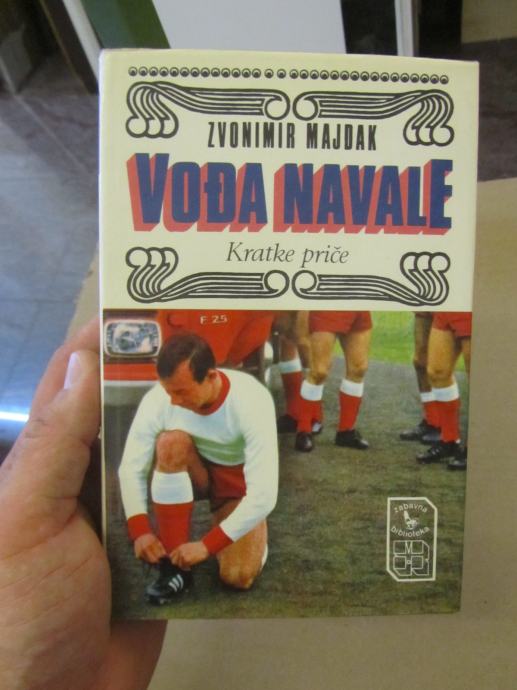 ZVONIMIR MAJDAK
VOĐA NAVALE
Kratke priče
F 25
zabavna
biblioteka